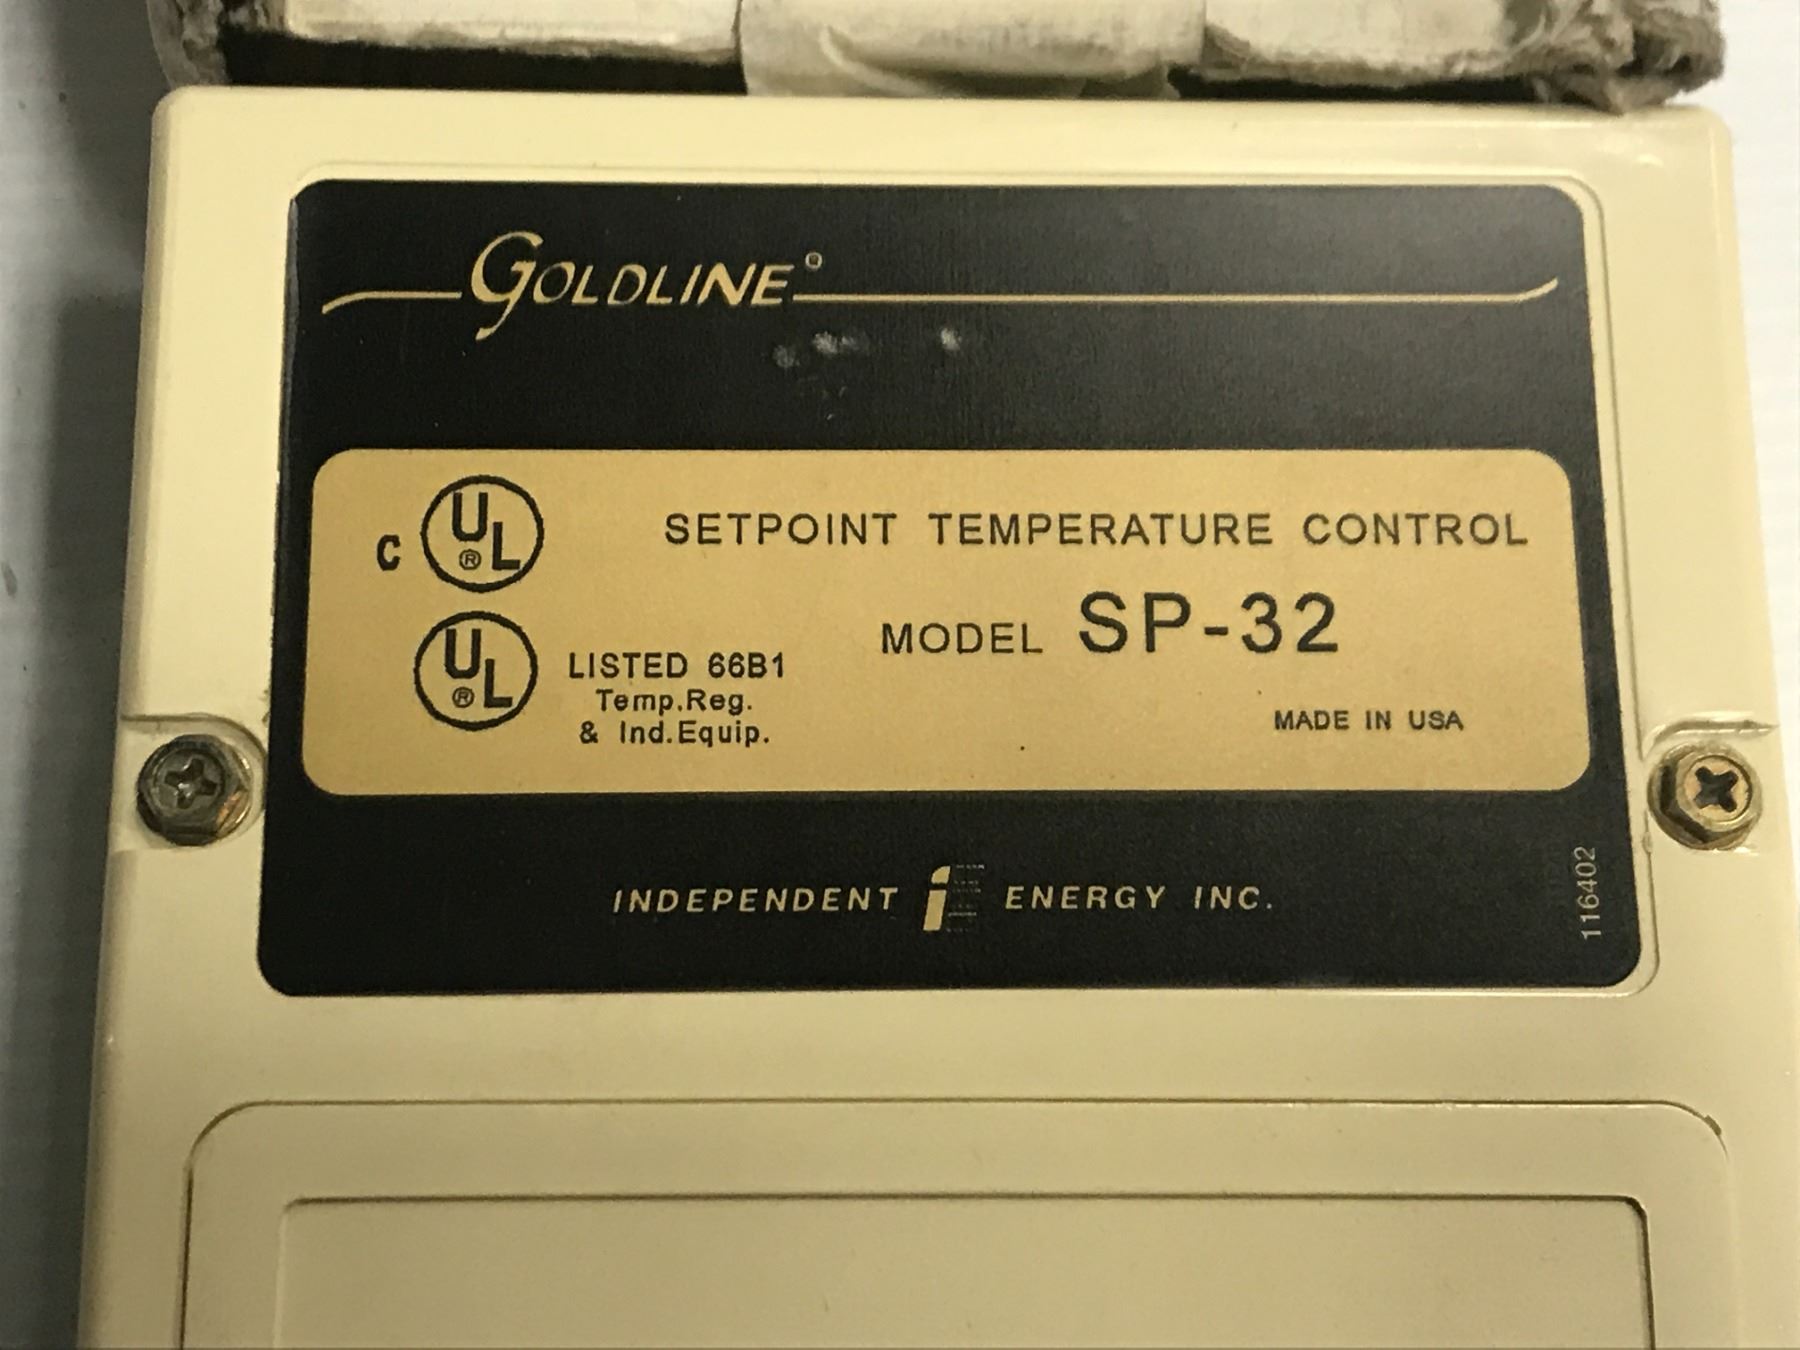 GOLDLINE®
C UL®
SETPOINT TEMPERATURE CONTROL
MODEL SP-32
UL®
LISTED 66B1
Temp.Reg.
& Ind.Equip.
MADE IN USA
INDEPENDENT iE ENERGY INC.
116402